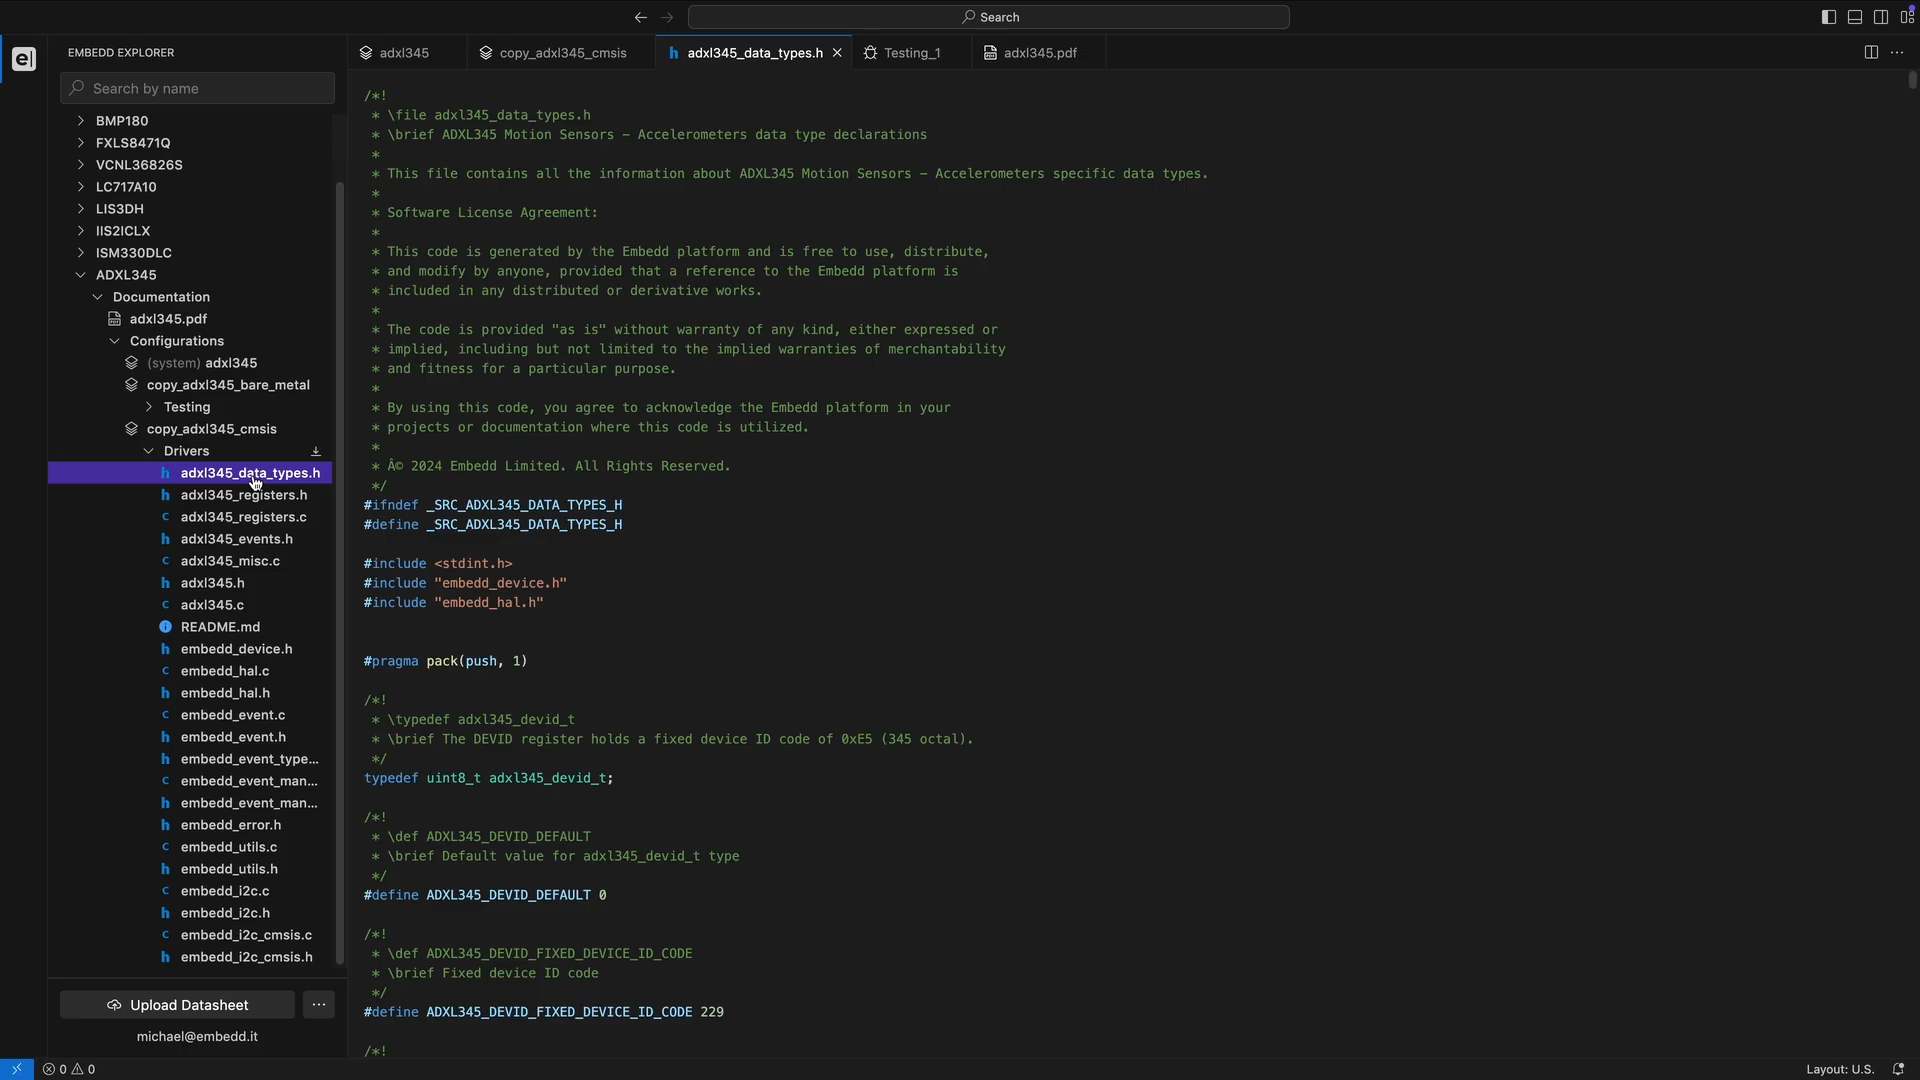 Search
e|
EMBEDD EXPLORER
Search by name
BMP180
FXLS8471Q
VCNL36826S
LC717A10
LIS3DH
IIS2ICLX
ISM330DLC
ADXL345
Documentation
adxl345.pdf
Configurations
(system) adxl345
copy_adxl345_bare_metal
Testing
copy_adxl345_cmsis
Drivers
h adxl345_data_types.h
h adxl345_registers.h
C adxl345_registers.c
h adxl345_events.h
C adxl345_misc.c
h adxl345.h
C adxl345.c
README.md
h embedd_device.h
C embedd_hal.c
h embedd_hal.h
C embedd_event.c
h embedd_event.h
h embedd_event_type...
C embedd_event_man...
h embedd_event_man...
h embedd_error.h
C embedd_utils.c
h embedd_utils.h
C embedd_i2c.c
h embedd_i2c.h
C embedd_i2c_cmsis.c
h embedd_i2c_cmsis.h
Upload Datasheet
...
michael@embedd.it
adxl345
copy_adxl345_cmsis
h adxl345_data_types.h
Testing_1
adxl345.pdf
/*!
* \file adxl345_data_types.h
* \brief ADXL345 Motion Sensors – Accelerometers data type declarations
*
* This file contains all the information about ADXL345 Motion Sensors – Accelerometers specific data types.
*
* Software License Agreement:
*
* This code is generated by the Embedd platform and is free to use, distribute,
* and modify by anyone, provided that a reference to the Embedd platform is
* included in any distributed or derivative works.
*
* The code is provided "as is" without warranty of any kind, either expressed or
* implied, including but not limited to the implied warranties of merchantability
* and fitness for a particular purpose.
*
* By using this code, you agree to acknowledge the Embedd platform in your
* projects or documentation where this code is utilized.
*
* Â© 2024 Embedd Limited. All Rights Reserved.
*/
#ifndef _SRC_ADXL345_DATA_TYPES_H
#define _SRC_ADXL345_DATA_TYPES_H
#include <stdint.h>
#include "embedd_device.h"
#include "embedd_hal.h"
#pragma pack(push, 1)
/*!
* \typedef adxl345_devid_t
* \brief The DEVID register holds a fixed device ID code of 0xE5 (345 octal).
*/
typedef uint8_t adxl345_devid_t;
/*!
* \def ADXL345_DEVID_DEFAULT
* \brief Default value for adxl345_devid_t type
*/
#define ADXL345_DEVID_DEFAULT 0
/*!
* \def ADXL345_DEVID_FIXED_DEVICE_ID_CODE
* \brief Fixed device ID code
*/
#define ADXL345_DEVID_FIXED_DEVICE_ID_CODE 229
/*!
0 0
Layout: U.S.